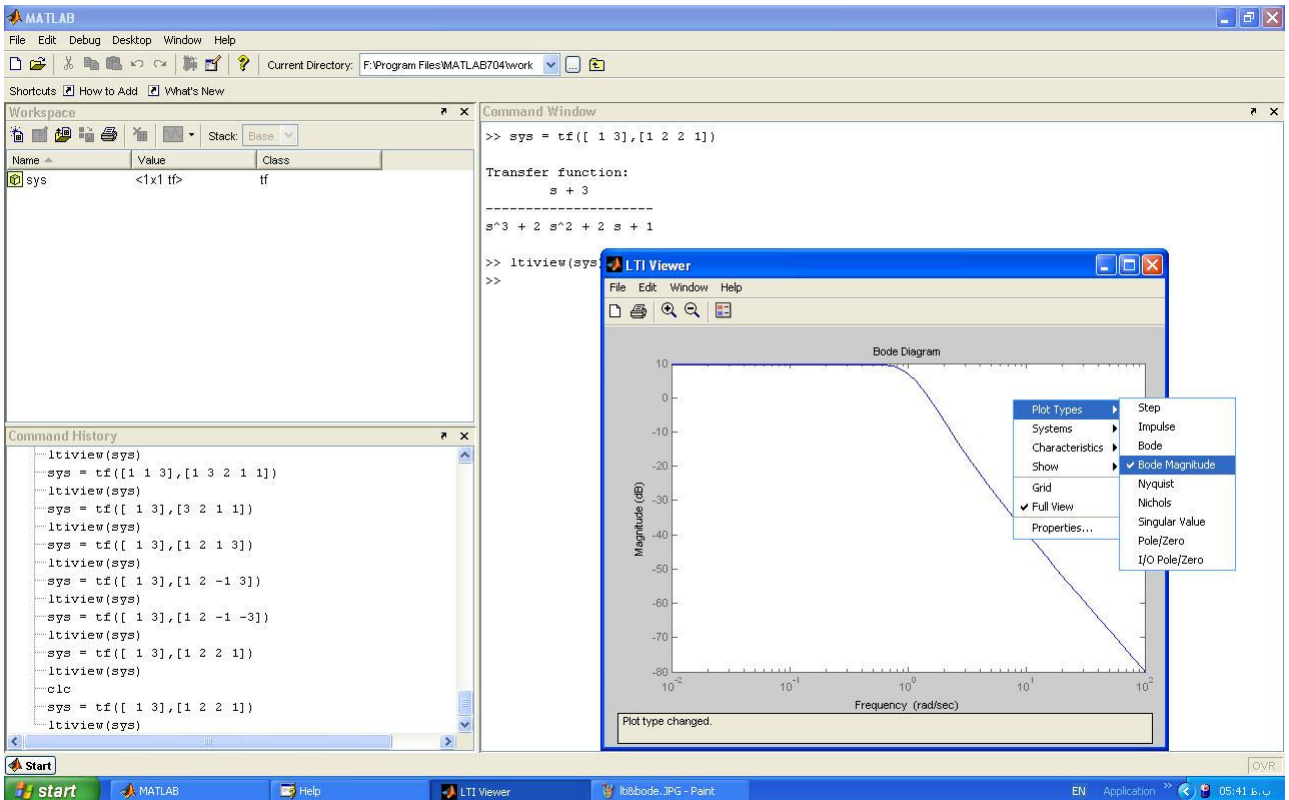 MATLAB
File Edit Debug Desktop Window Help
Current Directory: F:\Program Files\MATLAB704\work
Shortcuts How to Add What's New
Workspace
Stack: Base
Name Value Class
sys <1x1 tf> tf
Command History
ltiview(sys)
sys = tf([1 1 3],[1 3 2 1 1])
ltiview(sys)
sys = tf([ 1 3],[3 2 1 1])
ltiview(sys)
sys = tf([ 1 3],[1 2 1 3])
ltiview(sys)
sys = tf([ 1 3],[1 2 -1 3])
ltiview(sys)
sys = tf([ 1 3],[1 2 -1 -3])
ltiview(sys)
sys = tf([ 1 3],[1 2 2 1])
ltiview(sys)
clc
sys = tf([ 1 3],[1 2 2 1])
ltiview(sys)
Command Window
>> sys = tf([ 1 3],[1 2 2 1])
Transfer function:
s + 3
---------------------
s^3 + 2 s^2 + 2 s + 1
>> ltiview(sys
>>
LTI Viewer
File Edit Window Help
Bode Diagram
Magnitude (dB)
10
0
-10
-20
-30
-40
-50
-60
-70
-80
10^-2 10^-1 10^0 10^1 10^2
Frequency (rad/sec)
Plot type changed.
Plot Types
Systems
Characteristics
Show
Grid
Full View
Properties...
Step
Impulse
Bode
Bode Magnitude
Nyquist
Nichols
Singular Value
Pole/Zero
I/O Pole/Zero
Start
OVR
start MATLAB Help LTI Viewer lti&bode.JPG - Paint EN Application 05:41 ب.ظ